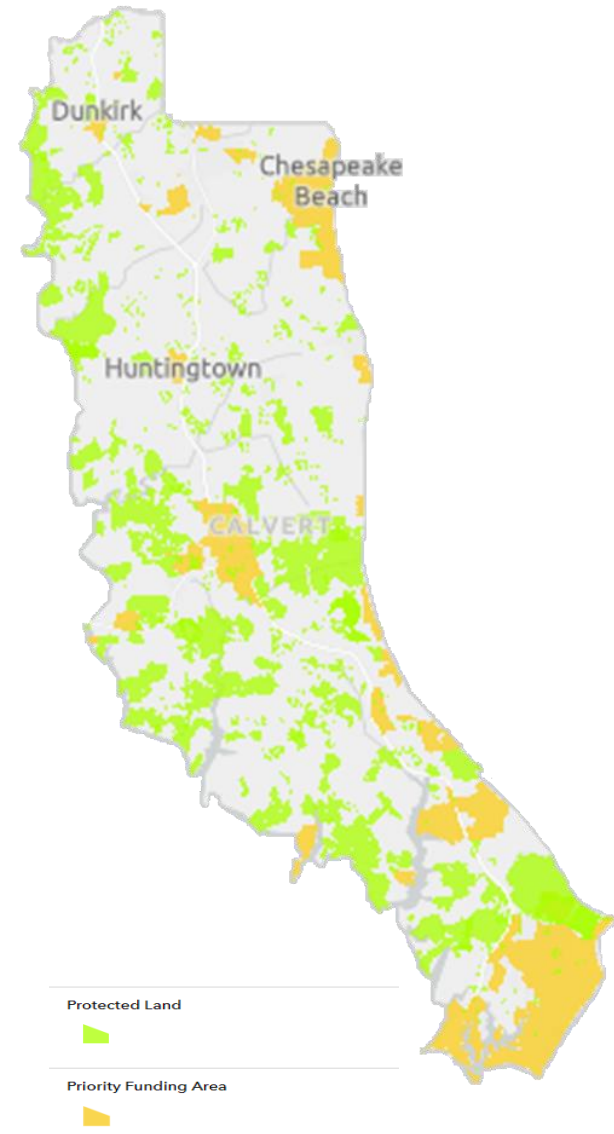 Dunkirk
Chesapeake
Beach
Huntingtown
CALVERT
Protected Land
Priority Funding Area